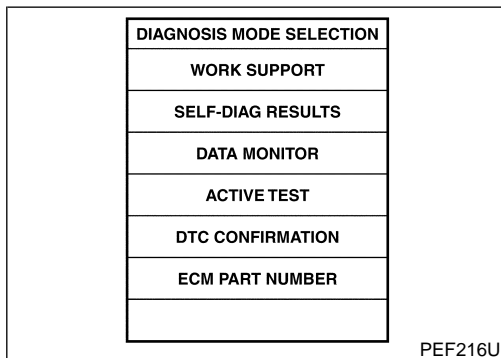 DIAGNOSIS MODE SELECTION
WORK SUPPORT
SELF-DIAG RESULTS
DATA MONITOR
ACTIVE TEST
DTC CONFIRMATION
ECM PART NUMBER
PEF216U